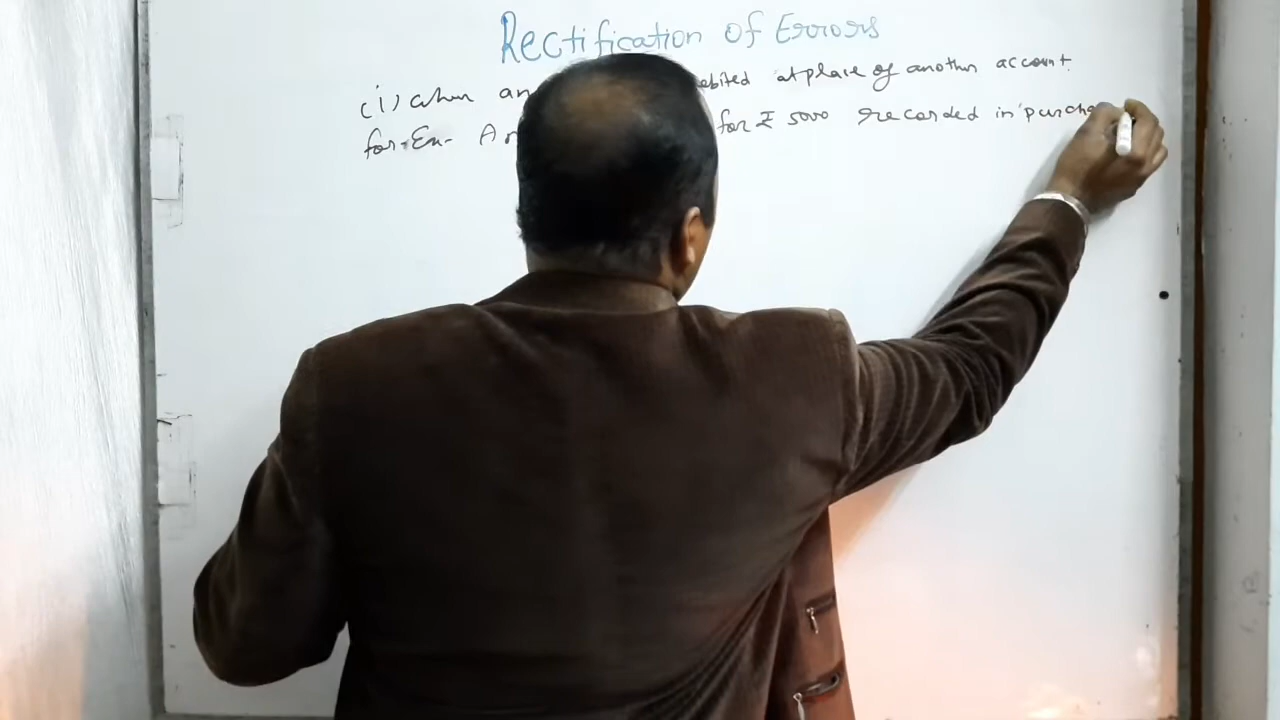 Rectification of Errors
(i) when an ebited at place of another account.
for-Ex- A for ₹ 5000 recorded in 'purcha